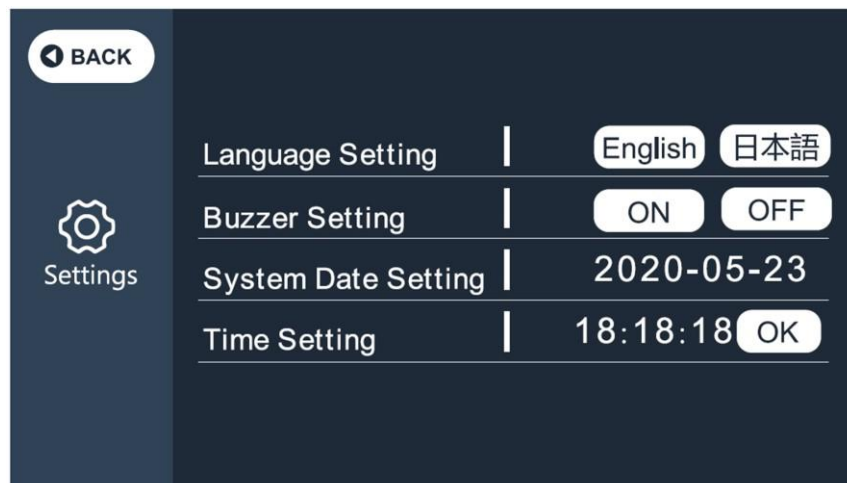 BACK
Settings
Language Setting English 日本語
Buzzer Setting ON OFF
System Date Setting 2020-05-23
Time Setting 18:18:18 OK